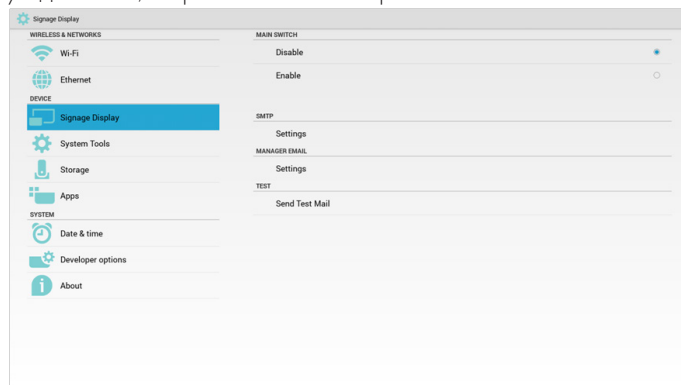 Signage Display
WIRELESS & NETWORKS
Wi-Fi
Ethernet
DEVICE
Signage Display
System Tools
Storage
Apps
SYSTEM
Date & time
Developer options
About
MAIN SWITCH
Disable
Enable
SMTP
Settings
MANAGER EMAIL
Settings
TEST
Send Test Mail